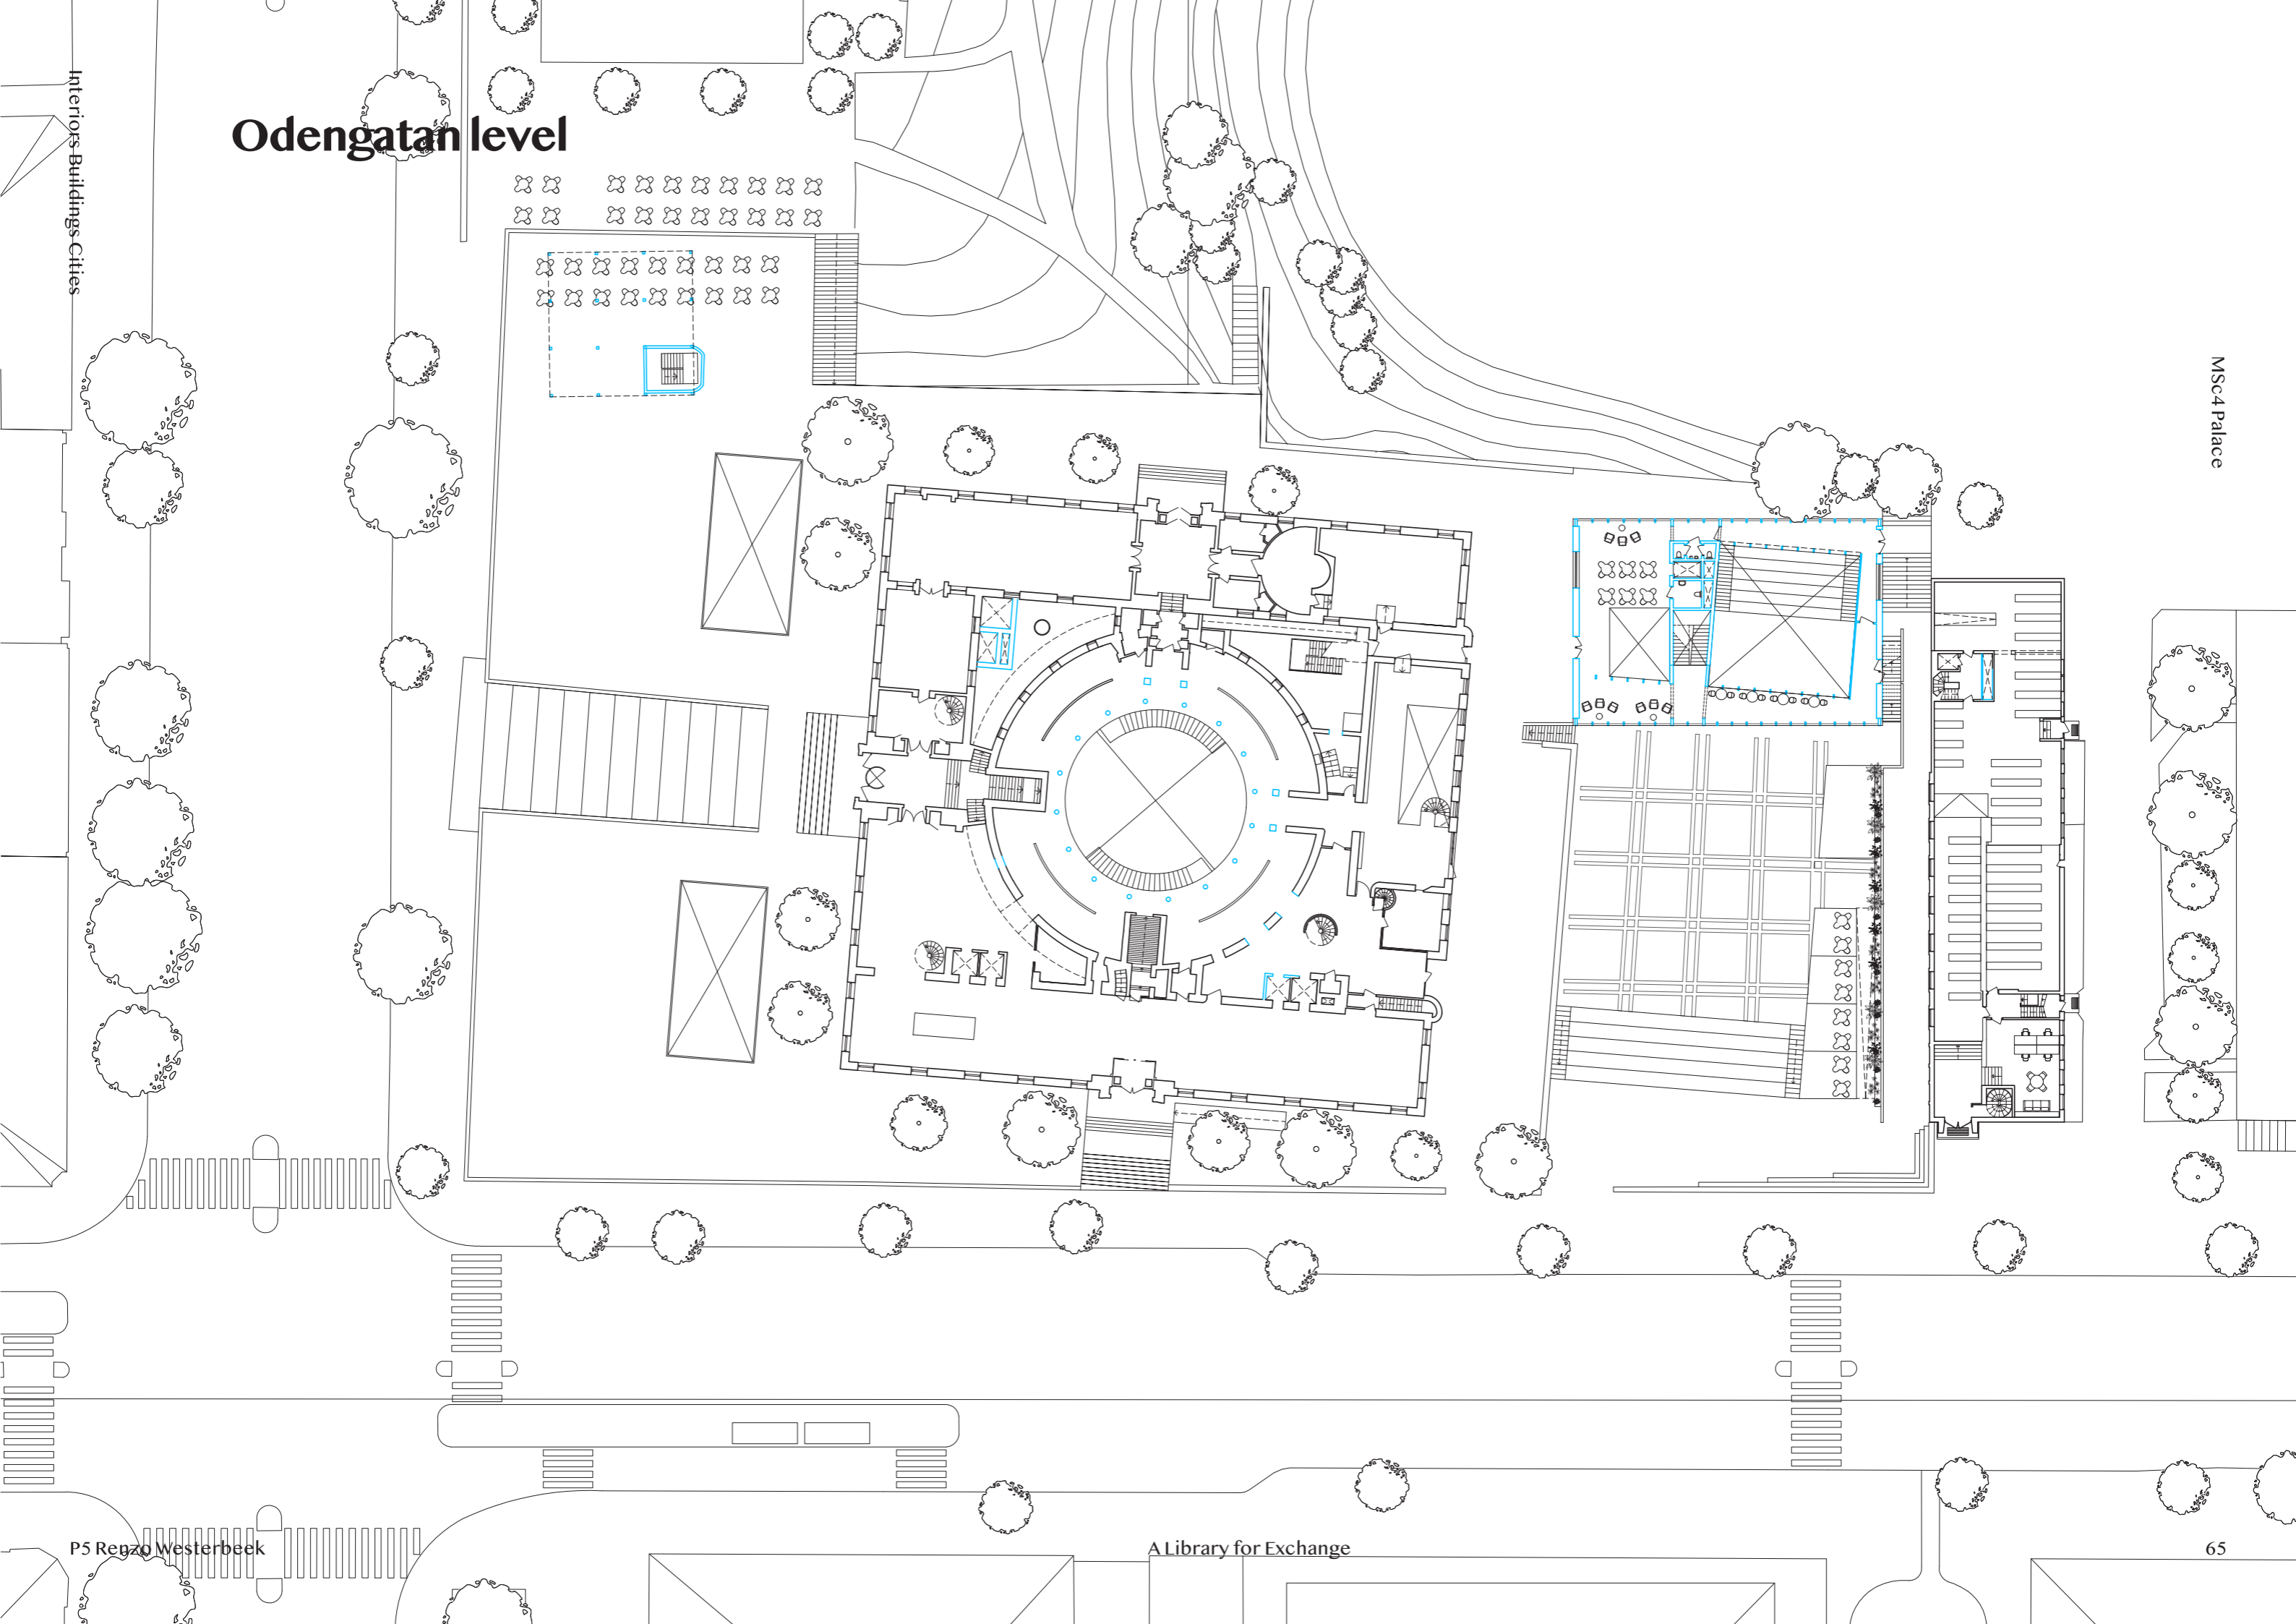 Interiors Buildings Cities
Odengatan level
MSc4 Palace
P5 Renzo Westerbeek
A Library for Exchange
65